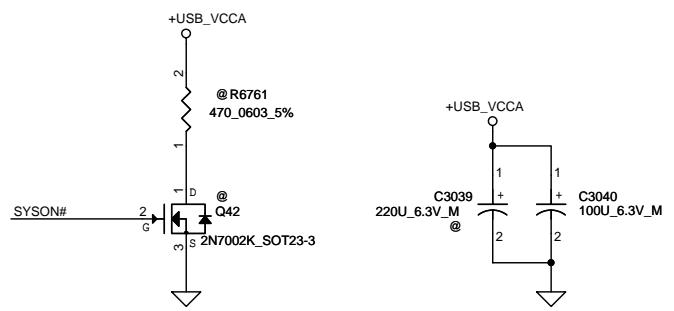 +USB_VCCA
2
@ R6761
470_0603_5%
1
1 D
@
Q42
SYSON#
2
G
3 S
2N7002K_SOT23-3
+USB_VCCA
1
1
C3039
220U_6.3V_M
@
+
+
C3040
100U_6.3V_M
2
2